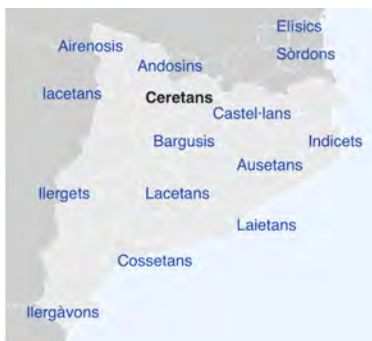 Elísics
Airenosis
Sòrdons
Andosins
Iacetans
Ceretans
Castel·lans
Bargusis
Indicets
Ausetans
Ilergets
Lacetans
Laietans
Cossetans
Ilergàvons